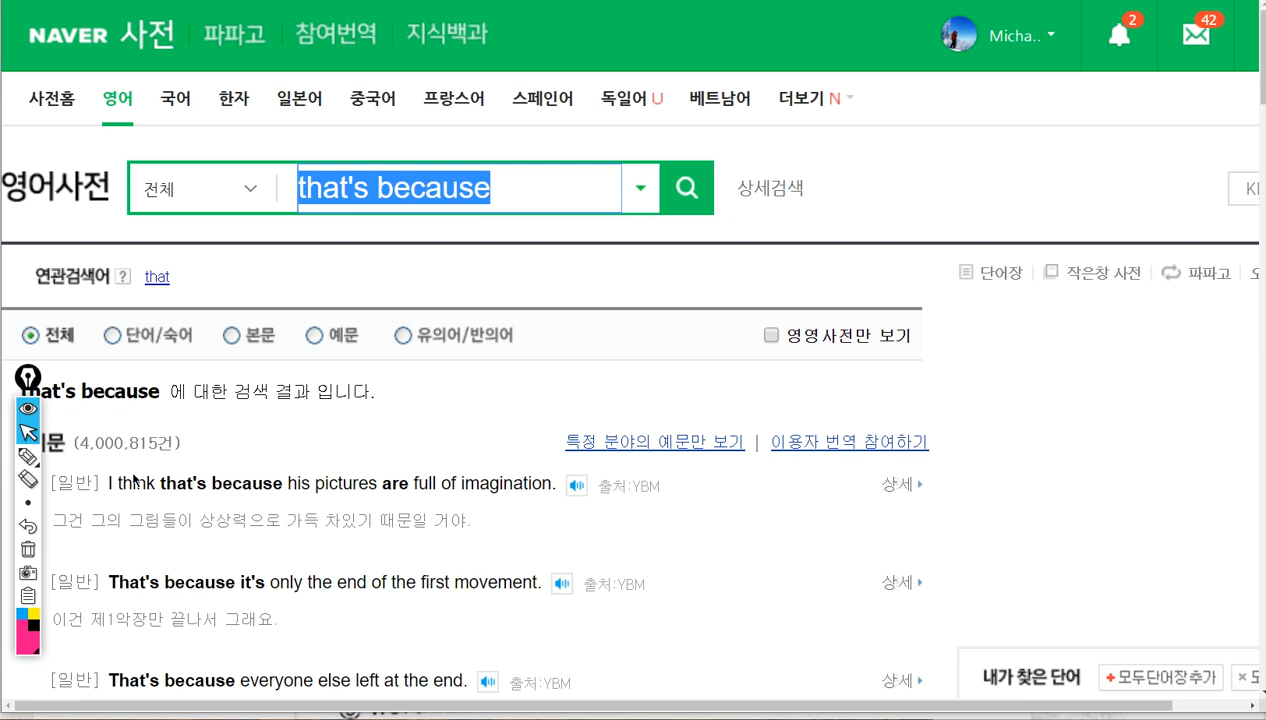 NAVER 사전 파파고 참여번역 지식백과 Micha.. 2 42
사전홈 영어 국어 한자 일본어 중국어 프랑스어 스페인어 독일어 U 베트남어 더보기 N
영어사전 전체 that's because 상세검색
연관검색어 ? that 단어장 작은창 사전 파파고
전체 단어/숙어 본문 예문 유의어/반의어 영영사전만 보기
that's because 에 대한 검색 결과 입니다.
(4,000,815건) 특정 분야의 예문만 보기 | 이용자 번역 참여하기
[일반] I think that's because his pictures are full of imagination. 출처:YBM 상세
그건 그의 그림들이 상상력으로 가득 차있기 때문일 거야.
[일반] That's because it's only the end of the first movement. 출처:YBM 상세
이건 제1악장만 끝나서 그래요.
[일반] That's because everyone else left at the end. 출처:YBM 상세
내가 찾은 단어 +모두단어장추가